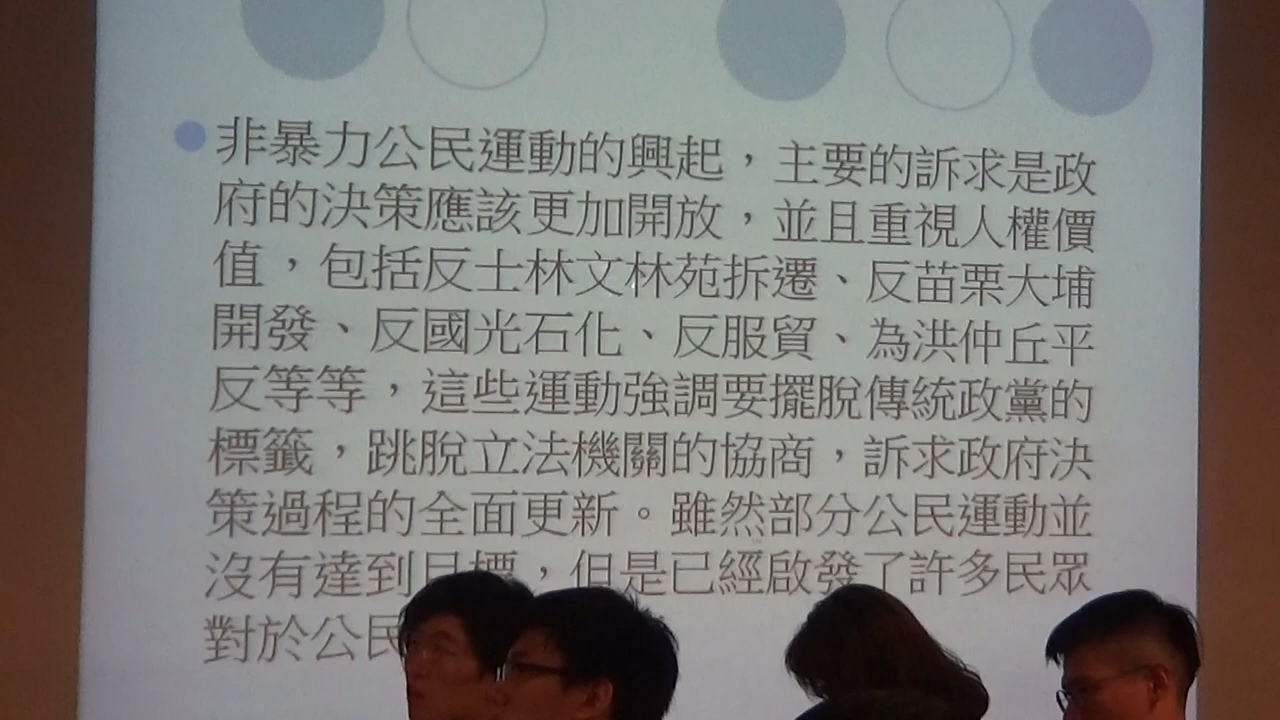 非暴力公民運動的興起，主要的訴求是政
府的決策應該更加開放，並且重視人權價
值，包括反士林文林苑拆遷、反苗栗大埔
開發、反國光石化、反服貿、為洪仲丘平
反等等，這些運動強調要擺脫傳統政黨的
標籤，跳脫立法機關的協商，訴求政府決
策過程的全面更新。雖然部分公民運動並
沒有達到目標，但是已經啟發了許多民眾
對於公民